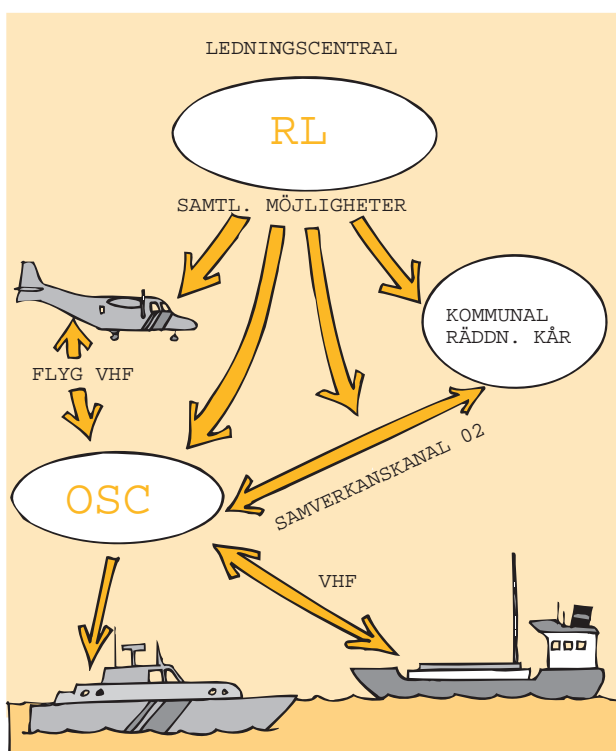 LEDNINGSCENTRAL
RL
SAMTL. MÖJLIGHETER
KOMMUNAL
RÄDDN. KÅR
FLYG VHF
SAMVERKANSKANAL 02
OSC
VHF